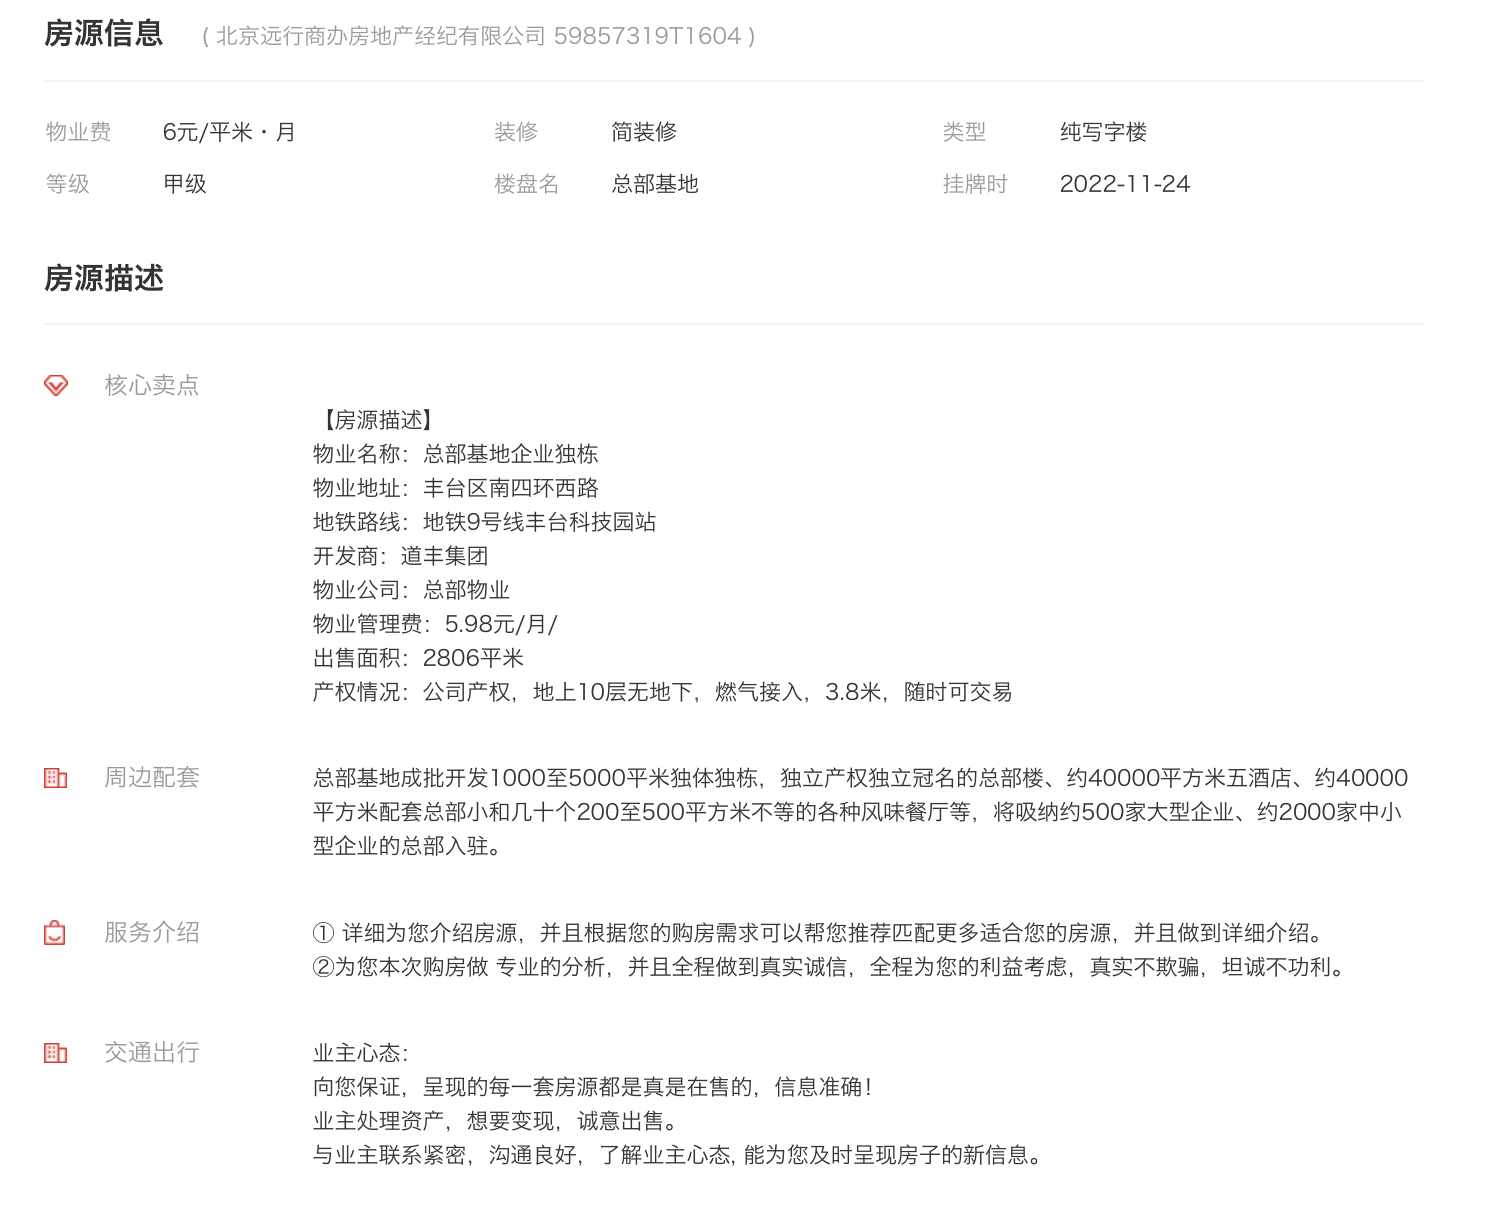 房源信息 （ 北京远行商办房地产经纪有限公司 59857319T1604 ）
物业费 6元/平米・月 装修 简装修 类型 纯写字楼
等级 甲级 楼盘名 总部基地 挂牌时 2022-11-24
房源描述
核心卖点
【房源描述】
物业名称：总部基地企业独栋
物业地址：丰台区南四环西路
地铁路线：地铁9号线丰台科技园站
开发商：道丰集团
物业公司：总部物业
物业管理费：5.98元/月/
出售面积：2806平米
产权情况：公司产权，地上10层无地下，燃气接入，3.8米，随时可交易
周边配套 总部基地成批开发1000至5000平米独体独栋，独立产权独立冠名的总部楼、约40000平方米五酒店、约40000
平方米配套总部小和几十个200至500平方米不等的各种风味餐厅等，将吸纳约500家大型企业、约2000家中小
型企业的总部入驻。
服务介绍 ① 详细为您介绍房源，并且根据您的购房需求可以帮您推荐匹配更多适合您的房源，并且做到详细介绍。
②为您本次购房做 专业的分析，并且全程做到真实诚信，全程为您的利益考虑，真实不欺骗，坦诚不功利。
交通出行 业主心态：
向您保证，呈现的每一套房源都是真是在售的，信息准确！
业主处理资产，想要变现，诚意出售。
与业主联系紧密，沟通良好，了解业主心态, 能为您及时呈现房子的新信息。